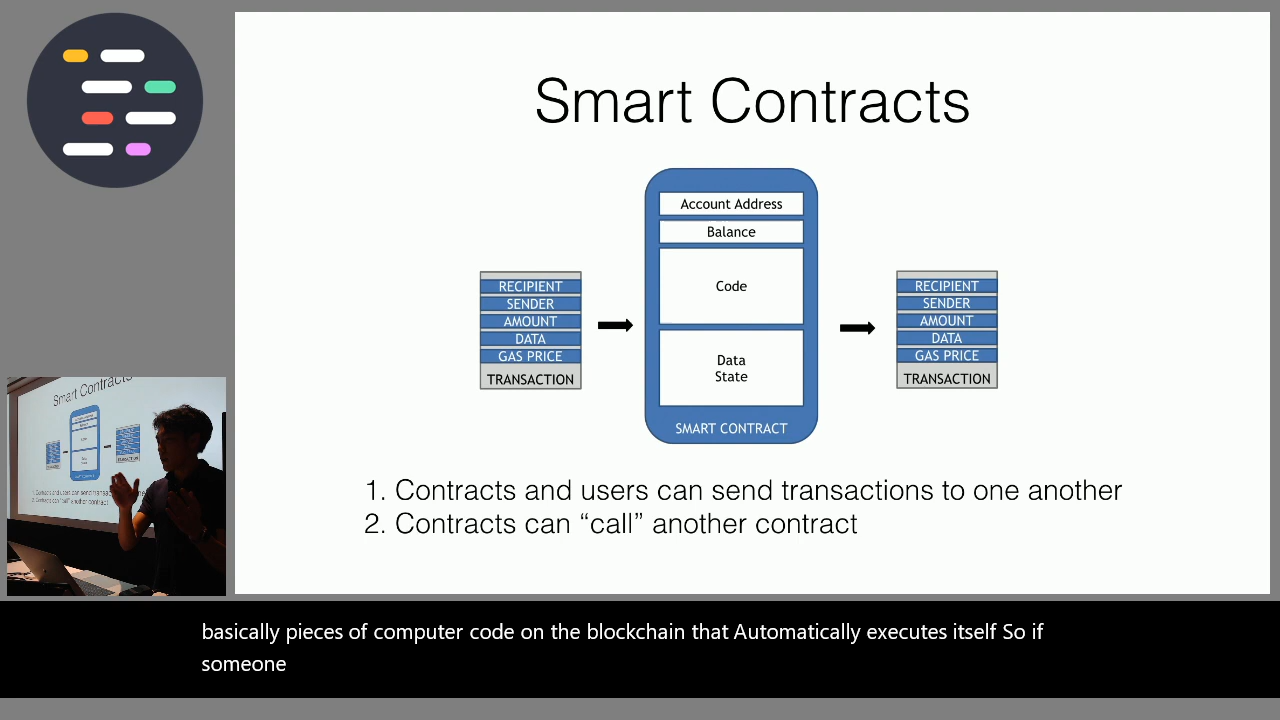 Smart Contracts
Account Address
Balance
Code
Data
State
SMART CONTRACT
RECIPIENT
SENDER
AMOUNT
DATA
GAS PRICE
TRANSACTION
RECIPIENT
SENDER
AMOUNT
DATA
GAS PRICE
TRANSACTION
1. Contracts and users can send transactions to one another
2. Contracts can “call” another contract
Smart Contracts
basically pieces of computer code on the blockchain that Automatically executes itself So if
someone